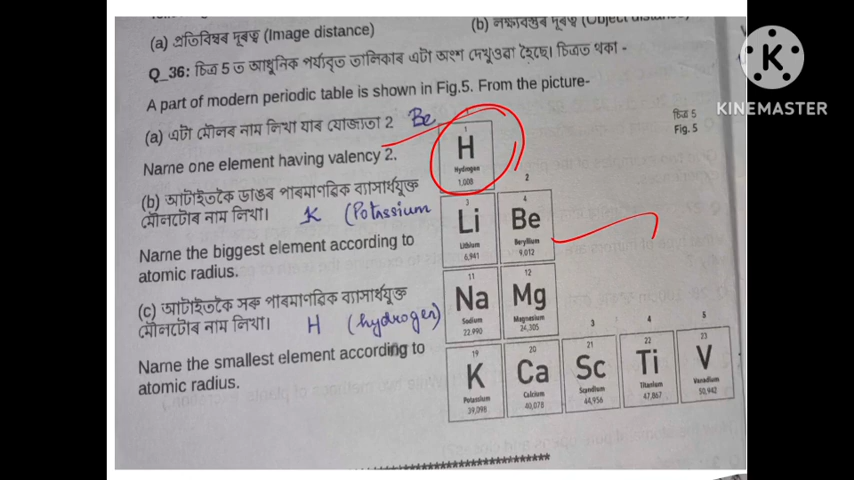 (a) প্ৰতিবিম্বৰ দূৰত্ব (Image distance)
(b) লক্ষ্যবস্তুৰ দূৰত্ব (Object distance)
Q_36: চিত্ৰ 5 ত আধুনিক পৰ্যাবৃত তালিকাৰ এটা অংশ দেখুওৱা হৈছে। চিত্ৰত থকা -
A part of modern periodic table is shown in Fig.5. From the picture-
(a) এটা মৌলৰ নাম লিখা যাৰ যোজ্যতা 2 Be
Name one element having valency 2.
(b) আটাইতকৈ ডাঙৰ পাৰমাণৱিক ব্যাসাৰ্ধযুক্ত
মৌলটোৰ নাম লিখা। K (Potassium
Name the biggest element according to
atomic radius.
(c) আটাইতকৈ সৰু পাৰমাণৱিক ব্যাসাৰ্ধযুক্ত
মৌলটোৰ নাম লিখা। H (hydrogen)
Name the smallest element according to
atomic radius.
KINEMASTER
চিত্ৰ 5
Fig. 5
1
H
Hydrogen
1,008
2
3 4
Li Be
Lithium Beryllium
6,941 9,012
11 12
Na Mg
Sodium Magnesium
22,990 24,305
3 4 5
19 20 21 22 23
K Ca Sc Ti V
Potassium Calcium Scandium Titanium Vanadium
39,098 40,078 44,956 47,867 50,942